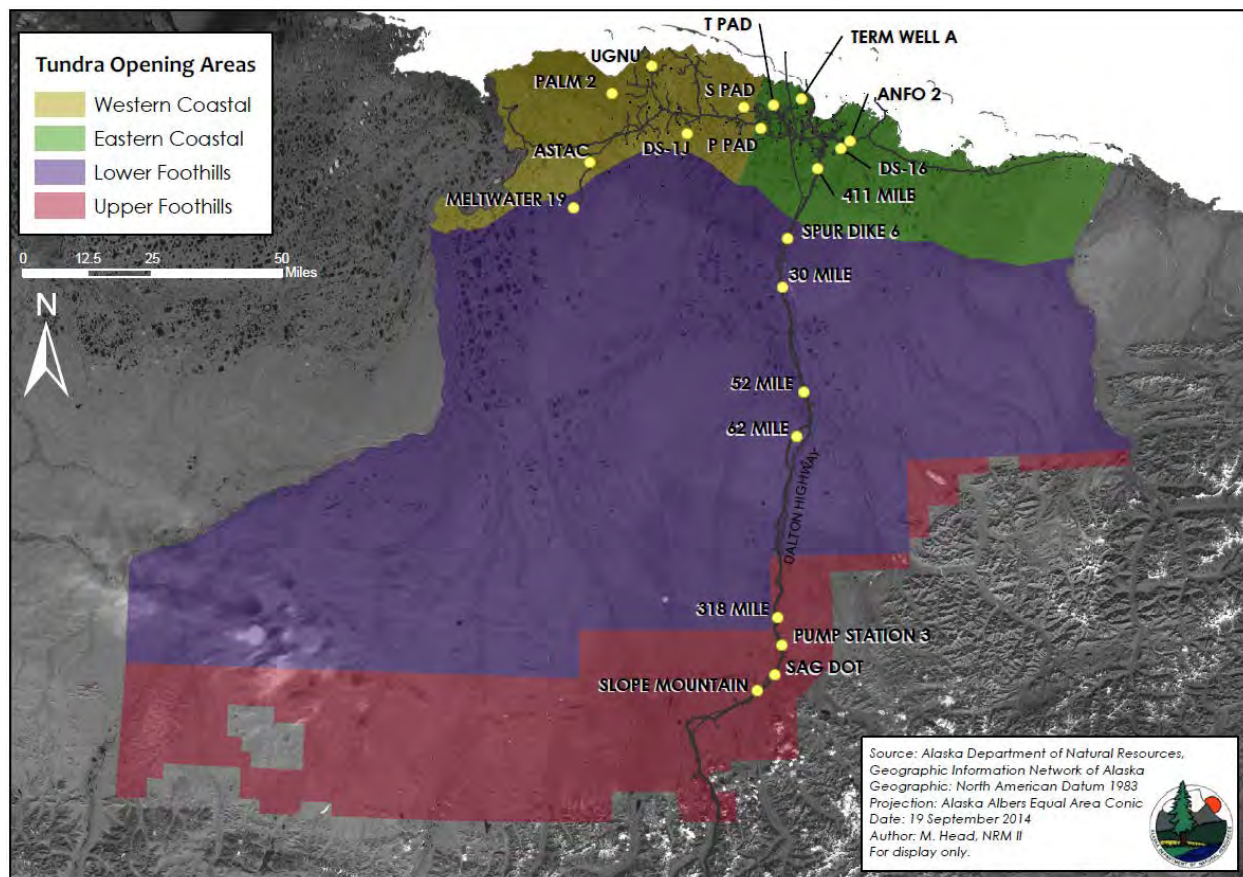 Tundra Opening Areas
Western Coastal
Eastern Coastal
Lower Foothills
Upper Foothills
0 12.5 25 50
Miles
N
T PAD
TERM WELL A
UGNU
PALM 2
S PAD
ANFO 2
ASTAC
DS-1J
P PAD
DS-16
MELTWATER 19
411 MILE
SPUR DIKE 6
30 MILE
52 MILE
62 MILE
DALTON HIGHWAY
318 MILE
PUMP STATION 3
SAG DOT
SLOPE MOUNTAIN
Source: Alaska Department of Natural Resources,
Geographic Information Network of Alaska
Geographic: North American Datum 1983
Projection: Alaska Albers Equal Area Conic
Date: 19 September 2014
Author: M. Head, NRM II
For display only.